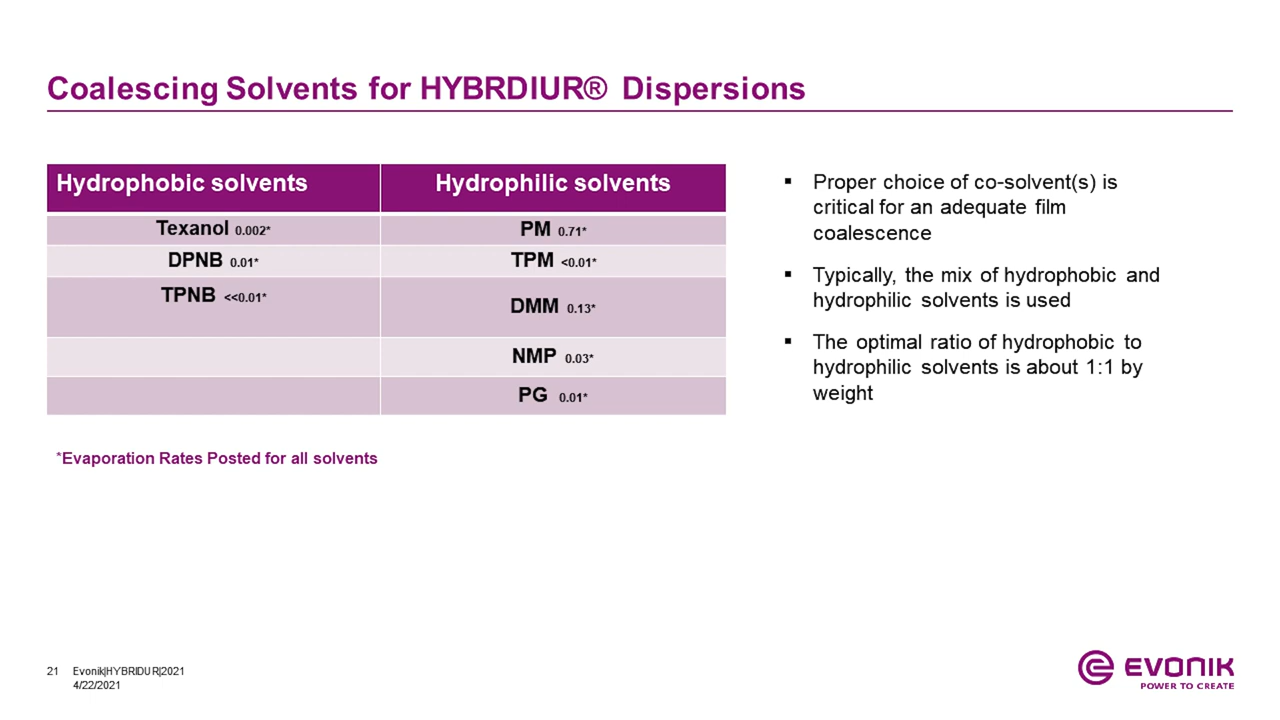 Coalescing Solvents for HYBRDIUR® Dispersions
Hydrophobic solvents Hydrophilic solvents
Texanol 0.002* PM 0.71*
DPNB 0.01* TPM <0.01*
TPNB <<0.01* DMM 0.13*
NMP 0.03*
PG 0.01*
*Evaporation Rates Posted for all solvents
▪ Proper choice of co-solvent(s) is
critical for an adequate film
coalescence
▪ Typically, the mix of hydrophobic and
hydrophilic solvents is used
▪ The optimal ratio of hydrophobic to
hydrophilic solvents is about 1:1 by
weight
21 Evonik|HYBRIDUR|2021
4/22/2021
EVONIK
POWER TO CREATE